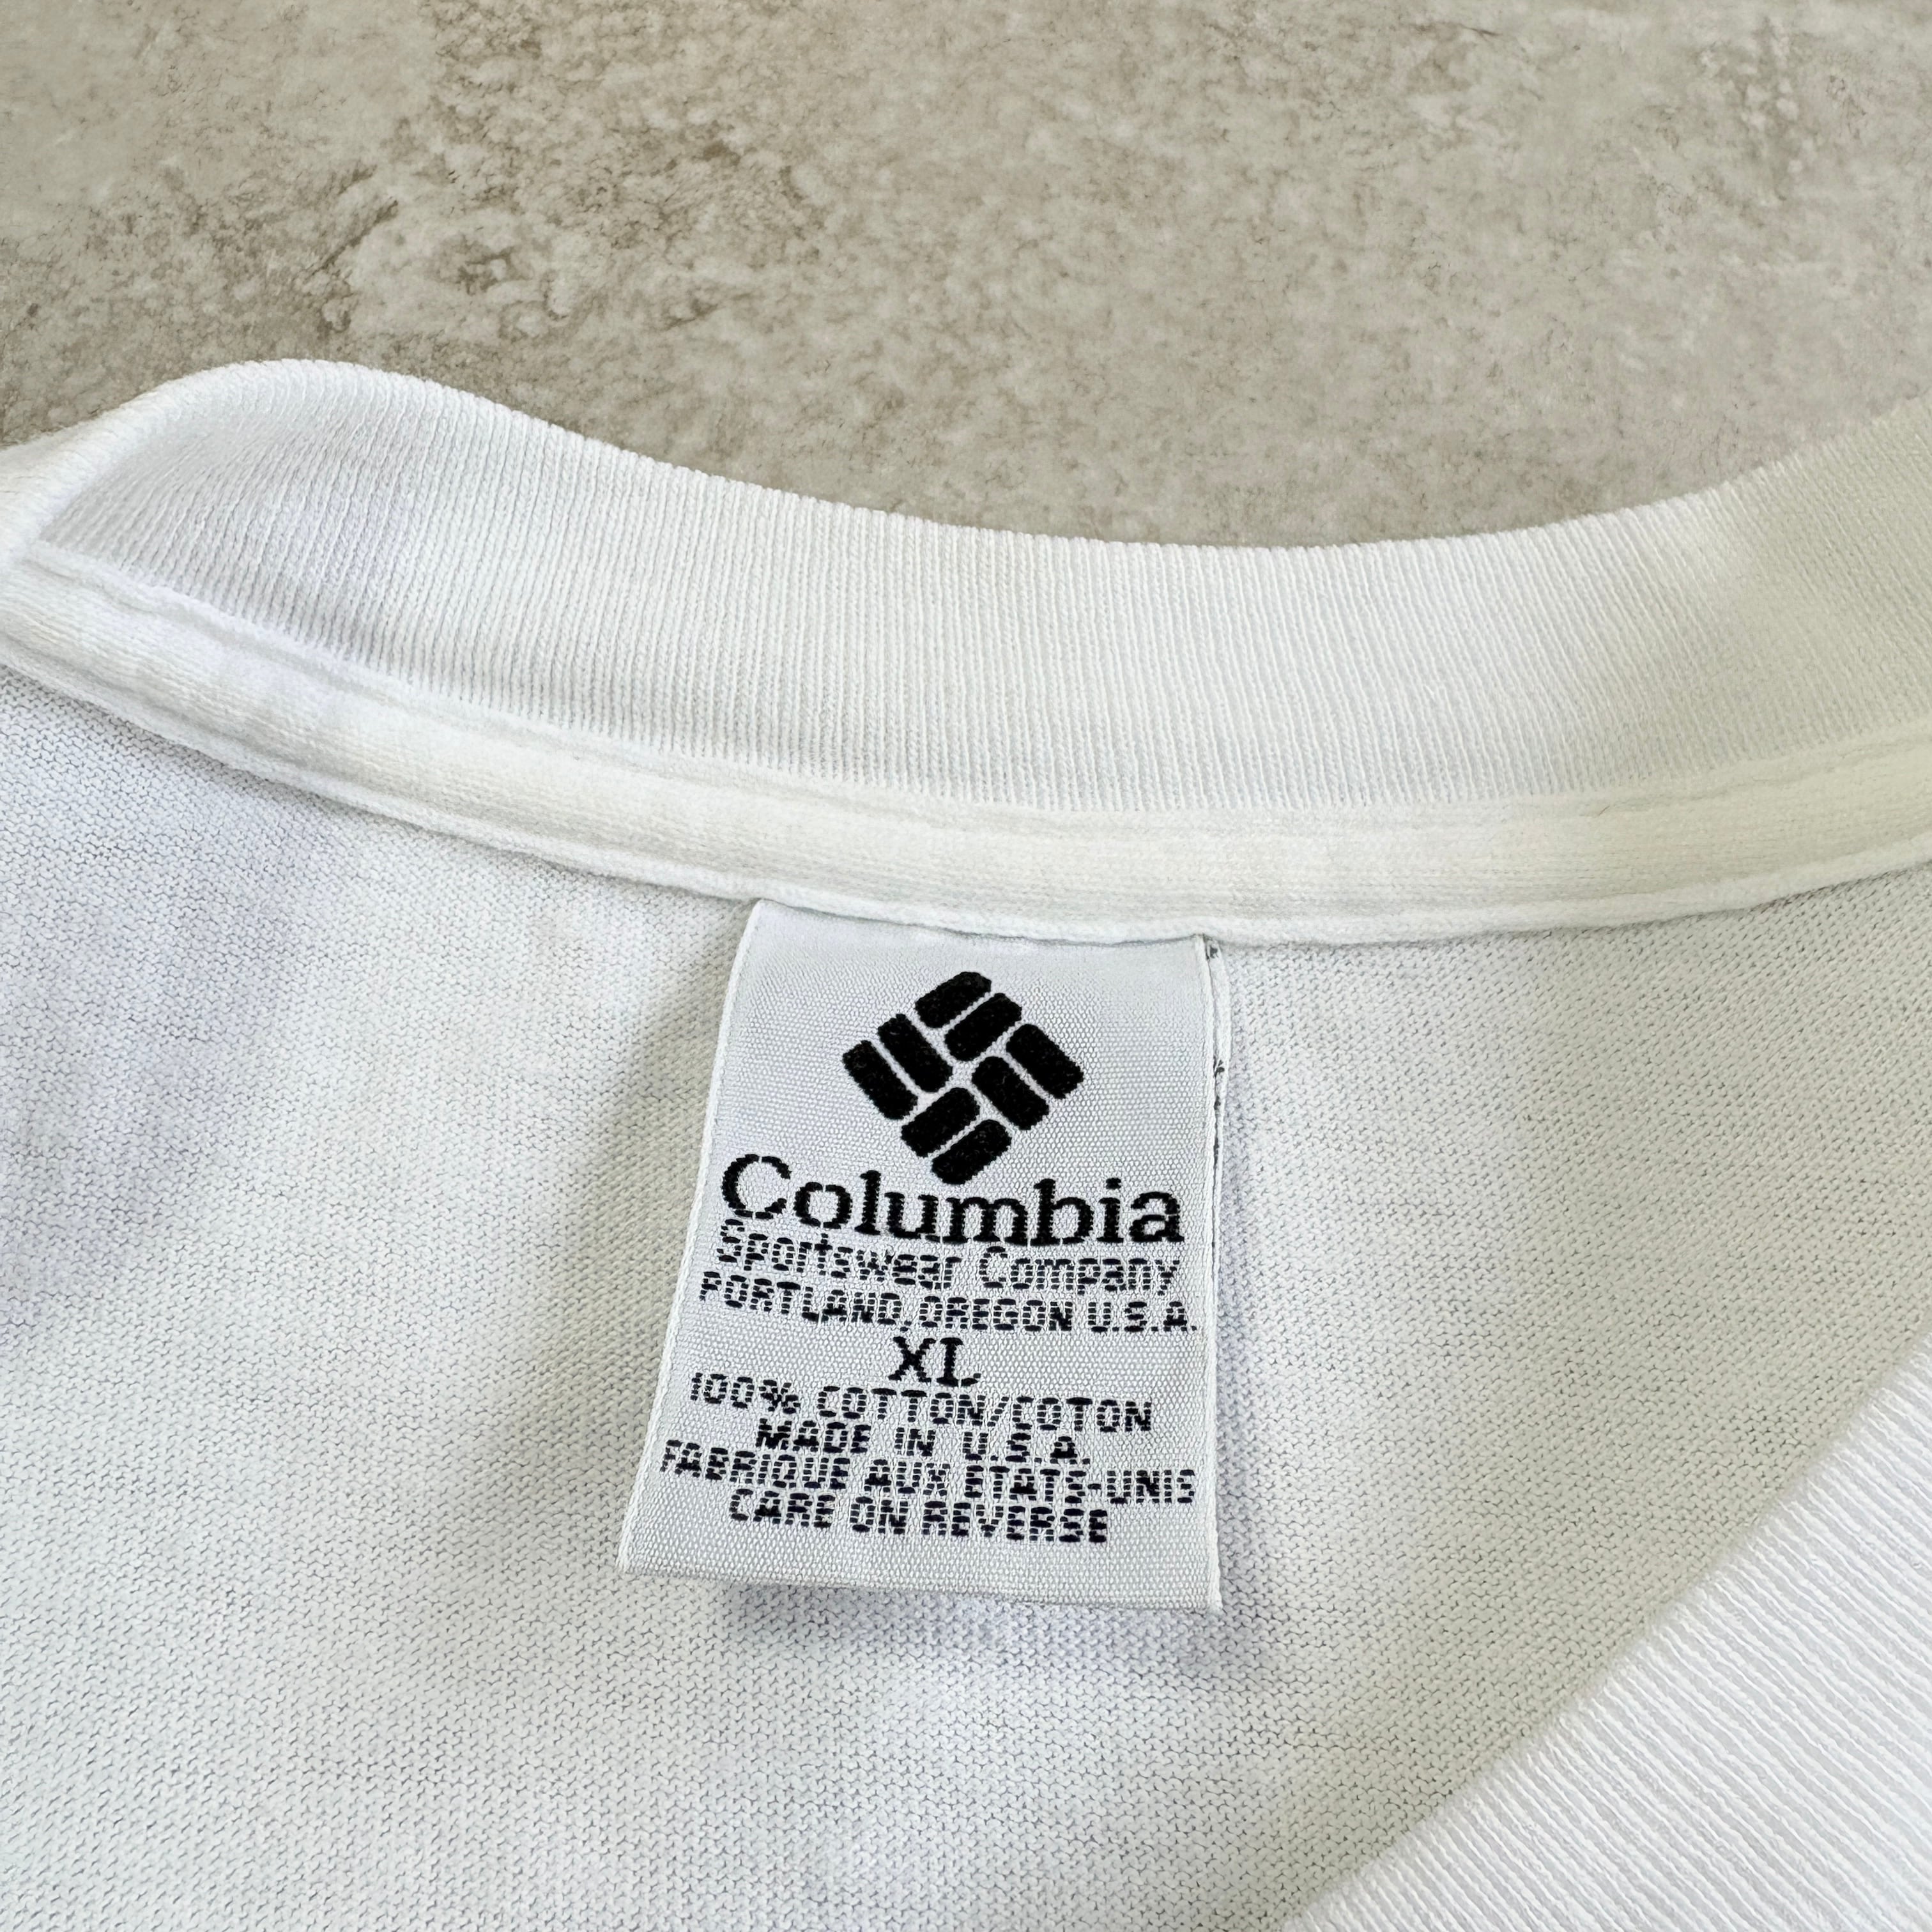 Columbia
Sportswear Company
PORTLAND, OREGON U.S.A.
XL
100% COTTON/COTON
MADE IN U.S.A.
FABRIQUE AUX ETATS-UNIS
CARE ON REVERSE